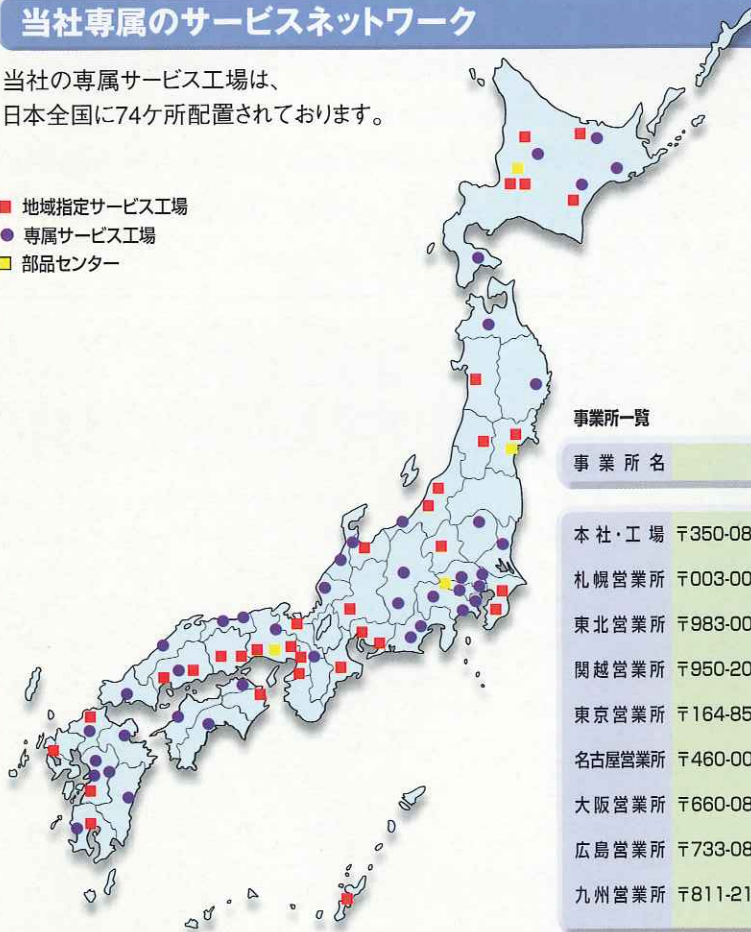 当社専属のサービスネットワーク
当社の専属サービス工場は、
日本全国に74ケ所配置されております。
地域指定サービス工場
専属サービス工場
部品センター
事業所一覧
事業所名
本社・工場 〒350-08
札幌営業所 〒003-00
東北営業所 〒983-00
関越営業所 〒950-20
東京営業所 〒164-85
名古屋営業所 〒460-00
大阪営業所 〒660-08
広島営業所 〒733-08
九州営業所 〒811-21